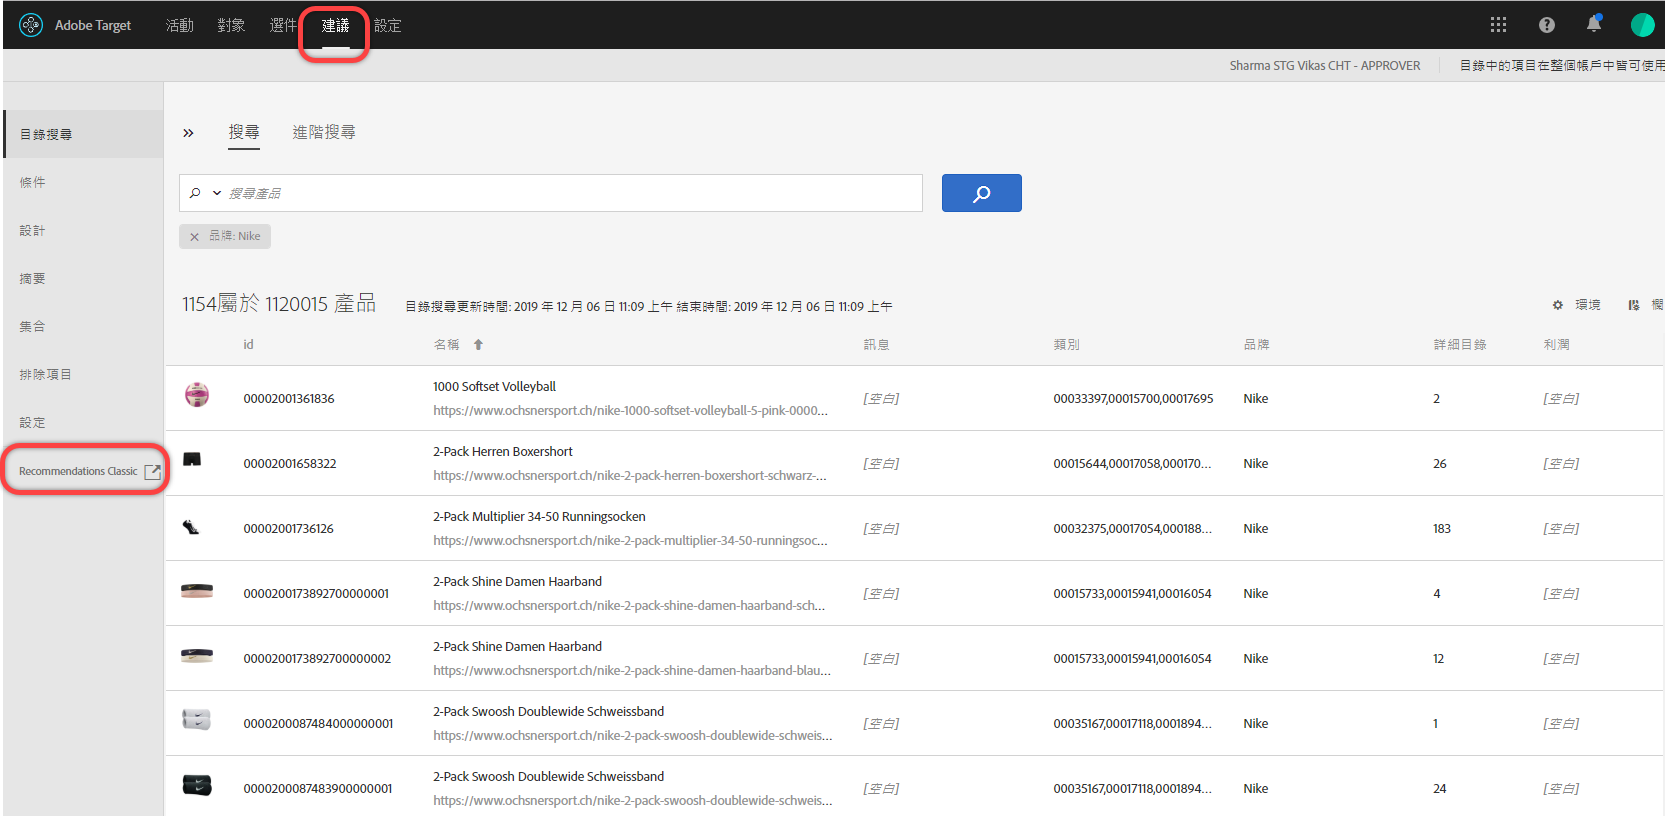 Adobe Target 活動 對象 選件 建議 設定
Sharma STG Vikas CHT - APPROVER 目錄中的項目在整個帳戶中皆可使用
目錄搜尋
條件
設計
摘要
集合
排除項目
設定
Recommendations Classic
搜尋 進階搜尋
搜尋產品
品牌: Nike
1154屬於 1120015 產品 目錄搜尋更新時間: 2019 年 12 月 06 日 11:09 上午 結束時間: 2019 年 12 月 06 日 11:09 上午 環境 欄
id 名稱 訊息 類別 品牌 詳細目錄 利潤
1000 Softset Volleyball
00002001361836 [空白] 00033397,00015700,00017695 Nike 2 [空白]
https://www.ochsnersport.ch/nike-1000-softset-volleyball-5-pink-0000...
2-Pack Herren Boxershort
00002001658322 [空白] 00015644,00017058,000170... Nike 26 [空白]
https://www.ochsnersport.ch/nike-2-pack-herren-boxershort-schwarz-...
2-Pack Multiplier 34-50 Runningsocken
00002001736126 [空白] 00032375,00017054,000188... Nike 183 [空白]
https://www.ochsnersport.ch/nike-2-pack-multiplier-34-50-runningsoc...
2-Pack Shine Damen Haarband
0000200173892700000001 [空白] 00015733,00015941,00016054 Nike 4 [空白]
https://www.ochsnersport.ch/nike-2-pack-shine-damen-haarband-sch...
2-Pack Shine Damen Haarband
0000200173892700000002 [空白] 00015733,00015941,00016054 Nike 12 [空白]
https://www.ochsnersport.ch/nike-2-pack-shine-damen-haarband-blau...
2-Pack Swoosh Doublewide Schweissband
0000200087484000000001 [空白] 00035167,00017118,0001894... Nike 1 [空白]
https://www.ochsnersport.ch/nike-2-pack-swoosh-doublewide-schweis...
2-Pack Swoosh Doublewide Schweissband
0000200087483900000001 [空白] 00035167,00017118,0001894... Nike 24 [空白]
https://www.ochsnersport.ch/nike-2-pack-swoosh-doublewide-schweis...